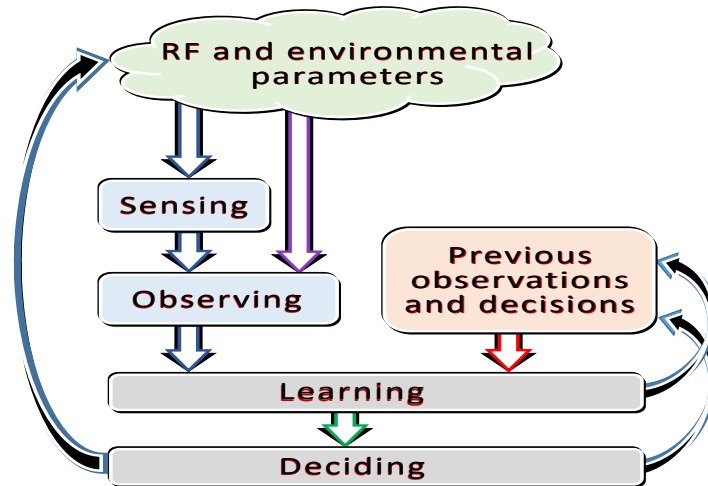 RF and environmental
parameters
Sensing
Observing
Previous
observations
and decisions
Learning
Deciding